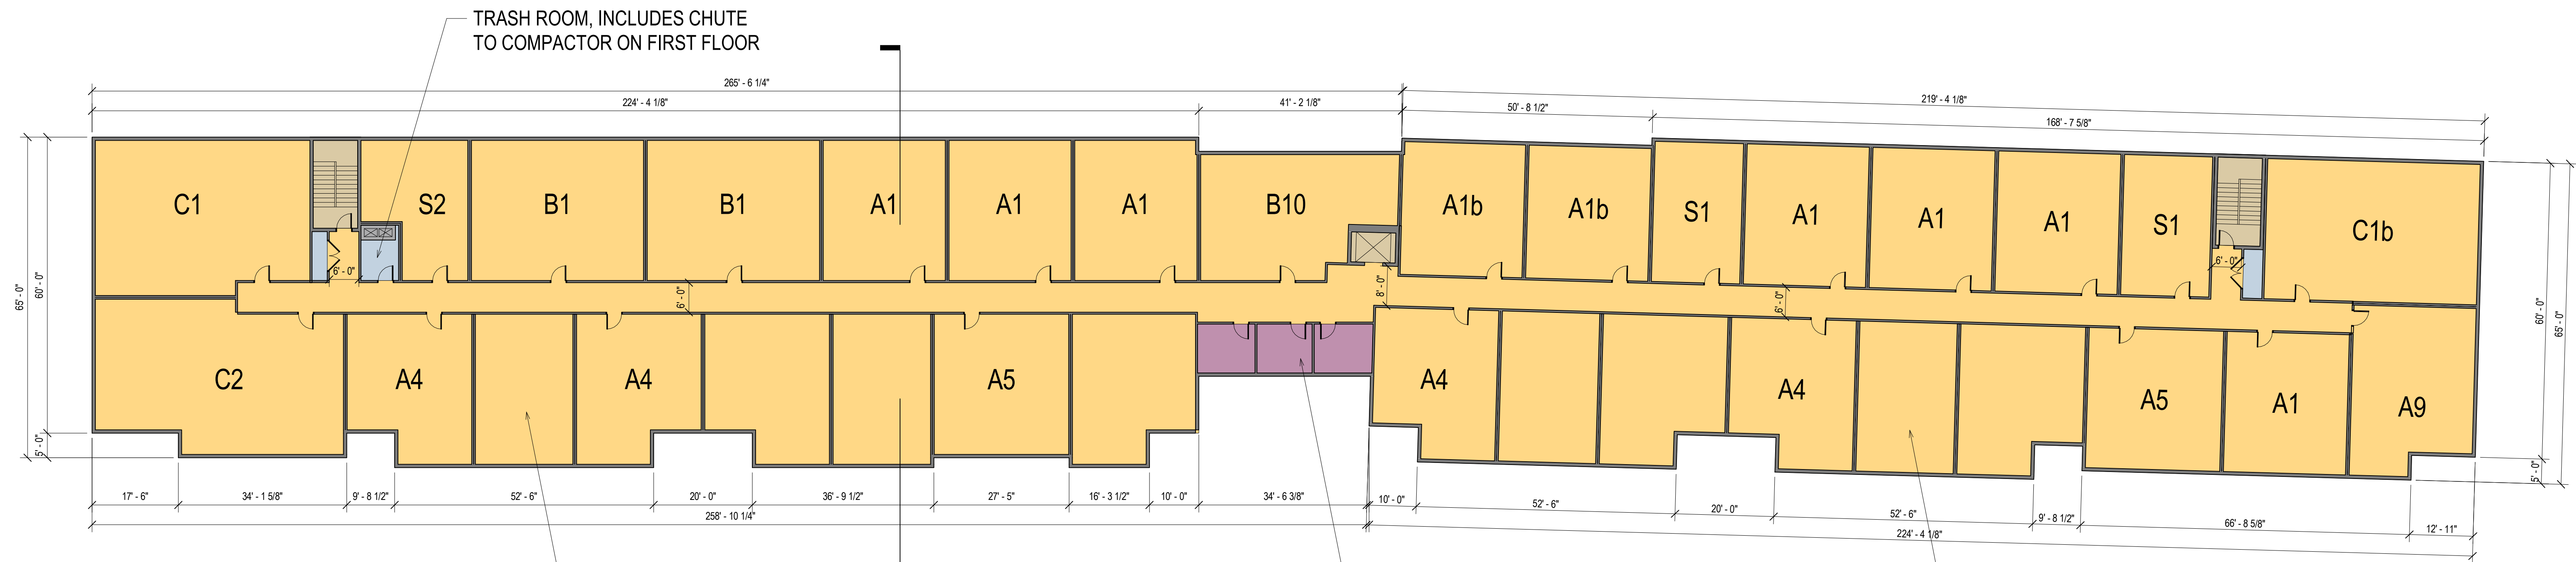 TRASH ROOM, INCLUDES CHUTE
TO COMPACTOR ON FIRST FLOOR
265' - 6 1/4"
219' - 4 1/8"
224' - 4 1/8"
41' - 2 1/8"
50' - 8 1/2"
168' - 7 5/8"
C1
S2
B1
B1
A1
A1
A1
B10
A1b
A1b
S1
A1
A1
A1
S1
C1b
65' - 0"
60' - 0"
6' - 0"
6' - 0"
8' - 0"
6' - 0"
6' - 0"
60' - 0"
65' - 0"
C2
A4
A4
A5
A4
A4
A5
A1
A9
5' - 0"
5' - 0"
17' - 6"
34' - 1 5/8"
9' - 8 1/2"
52' - 6"
20' - 0"
36' - 9 1/2"
27' - 5"
16' - 3 1/2"
10' - 0"
34' - 6 3/8"
10' - 0"
52' - 6"
20' - 0"
52' - 6"
9' - 8 1/2"
66' - 8 5/8"
12' - 11"
258' - 10 1/4"
224' - 4 1/8"